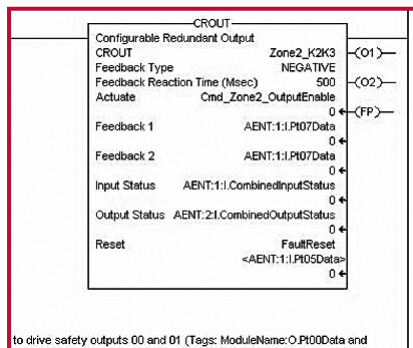 CROUT
Configurable Redundant Output
CROUT Zone2_K2K3
Feedback Type NEGATIVE
Feedback Reaction Time (Msec) 500
Actuate Cmd_Zone2_OutputEnable
0
Feedback 1 AENT:1:I.Pt07Data
0
Feedback 2 AENT:1:I.Pt07Data
0
Input Status AENT:1:I.CombinedInputStatus
0
Output Status AENT:2:I.CombinedOutputStatus
0
Reset FaultReset
<AENT:1:I.Pt05Data>
0
(O1)
(O2)
(FP)
to drive safety outputs 00 and 01 (Tags: ModuleName:O.Pt00Data and